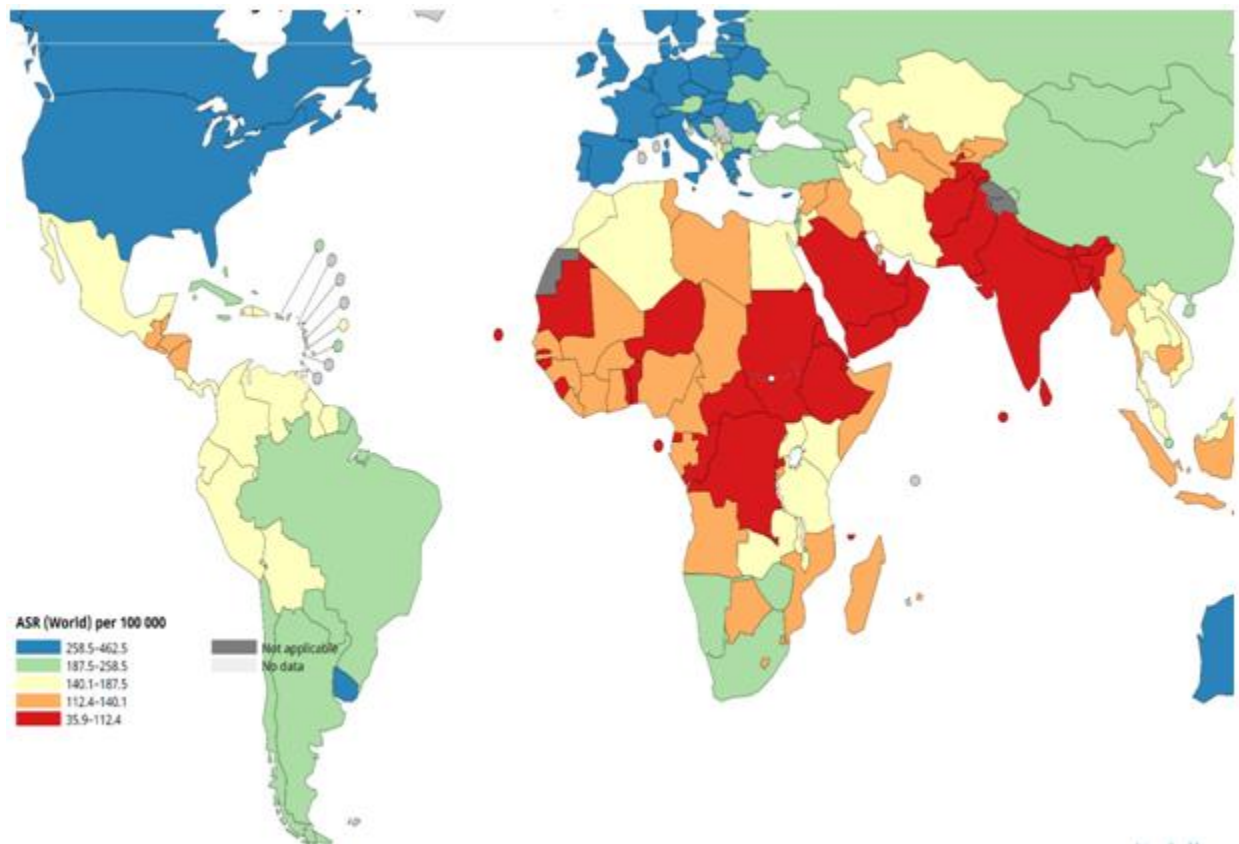 ASR (World) per 100 000
258.5–462.5
187.5–258.5
140.1–187.5
112.4–140.1
35.9–112.4
Not applicable
No data